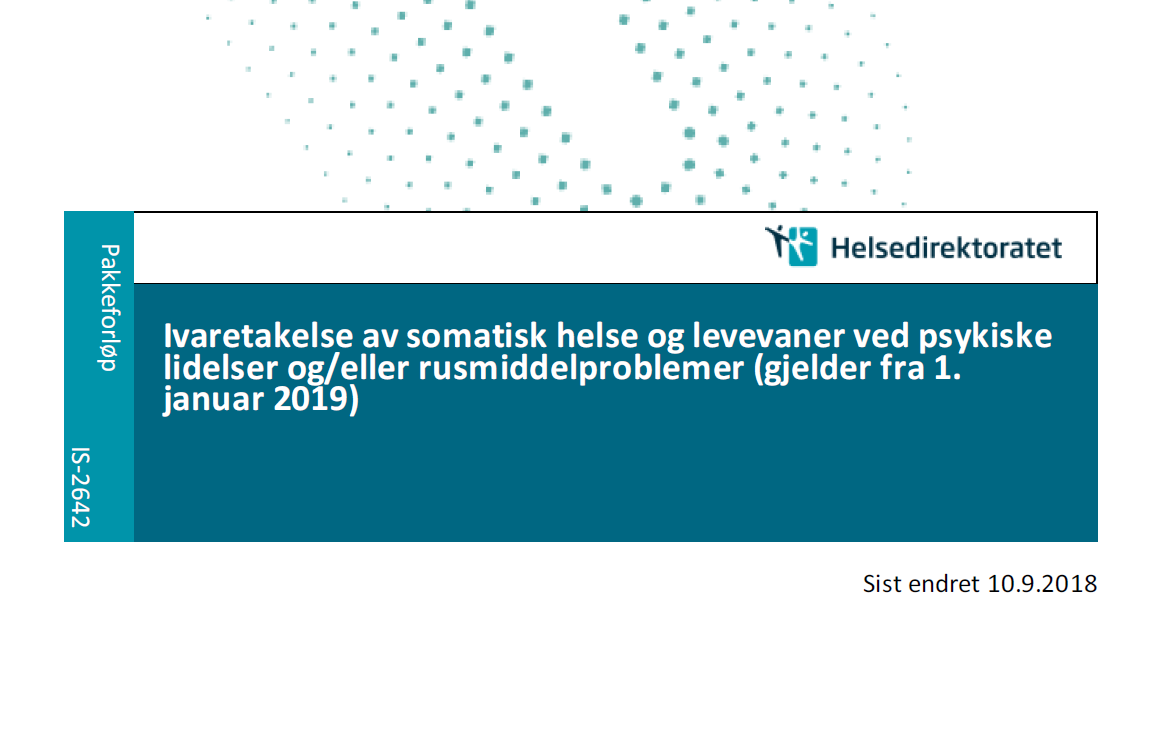 Helsedirektoratet
Pakkeforløp
IS-2642
Ivaretakelse av somatisk helse og levevaner ved psykiske
lidelser og/eller rusmiddelproblemer (gjelder fra 1.
januar 2019)
Sist endret 10.9.2018